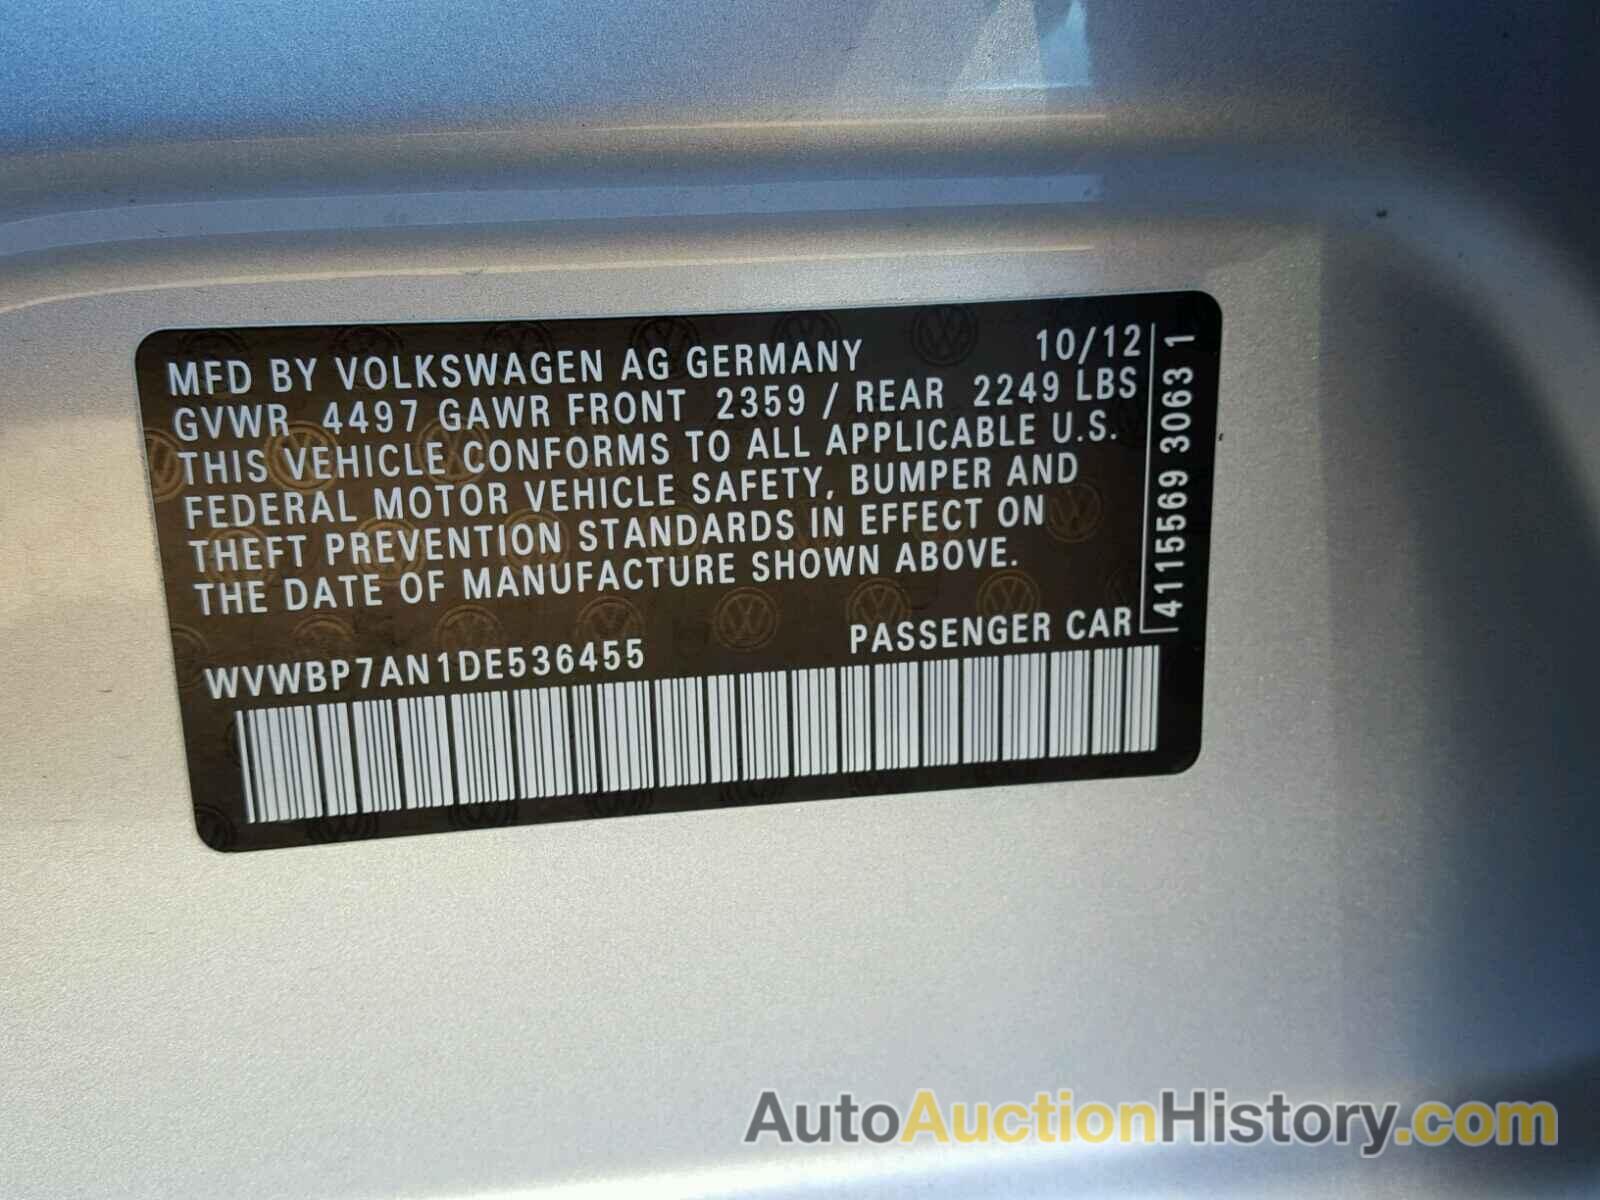 MFD BY VOLKSWAGEN AG GERMANY 10/12
GVWR 4497 GAWR FRONT 2359 / REAR 2249 LBS
THIS VEHICLE CONFORMS TO ALL APPLICABLE U.S.
FEDERAL MOTOR VEHICLE SAFETY, BUMPER AND
THEFT PREVENTION STANDARDS IN EFFECT ON
THE DATE OF MANUFACTURE SHOWN ABOVE.
WVWBP7AN1DE536455 PASSENGER CAR
4115569 3063 1
AutoAuctionHistory.com